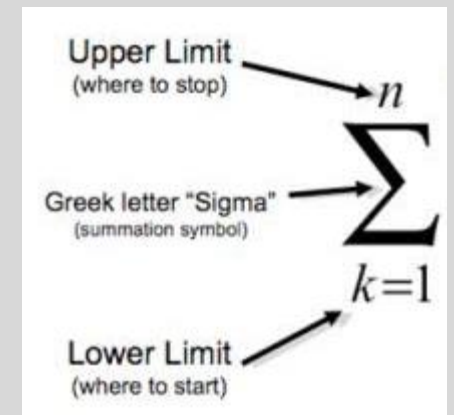 Upper Limit
(where to stop)
n
Greek letter “Sigma”
(summation symbol)
∑
k=1
Lower Limit
(where to start)